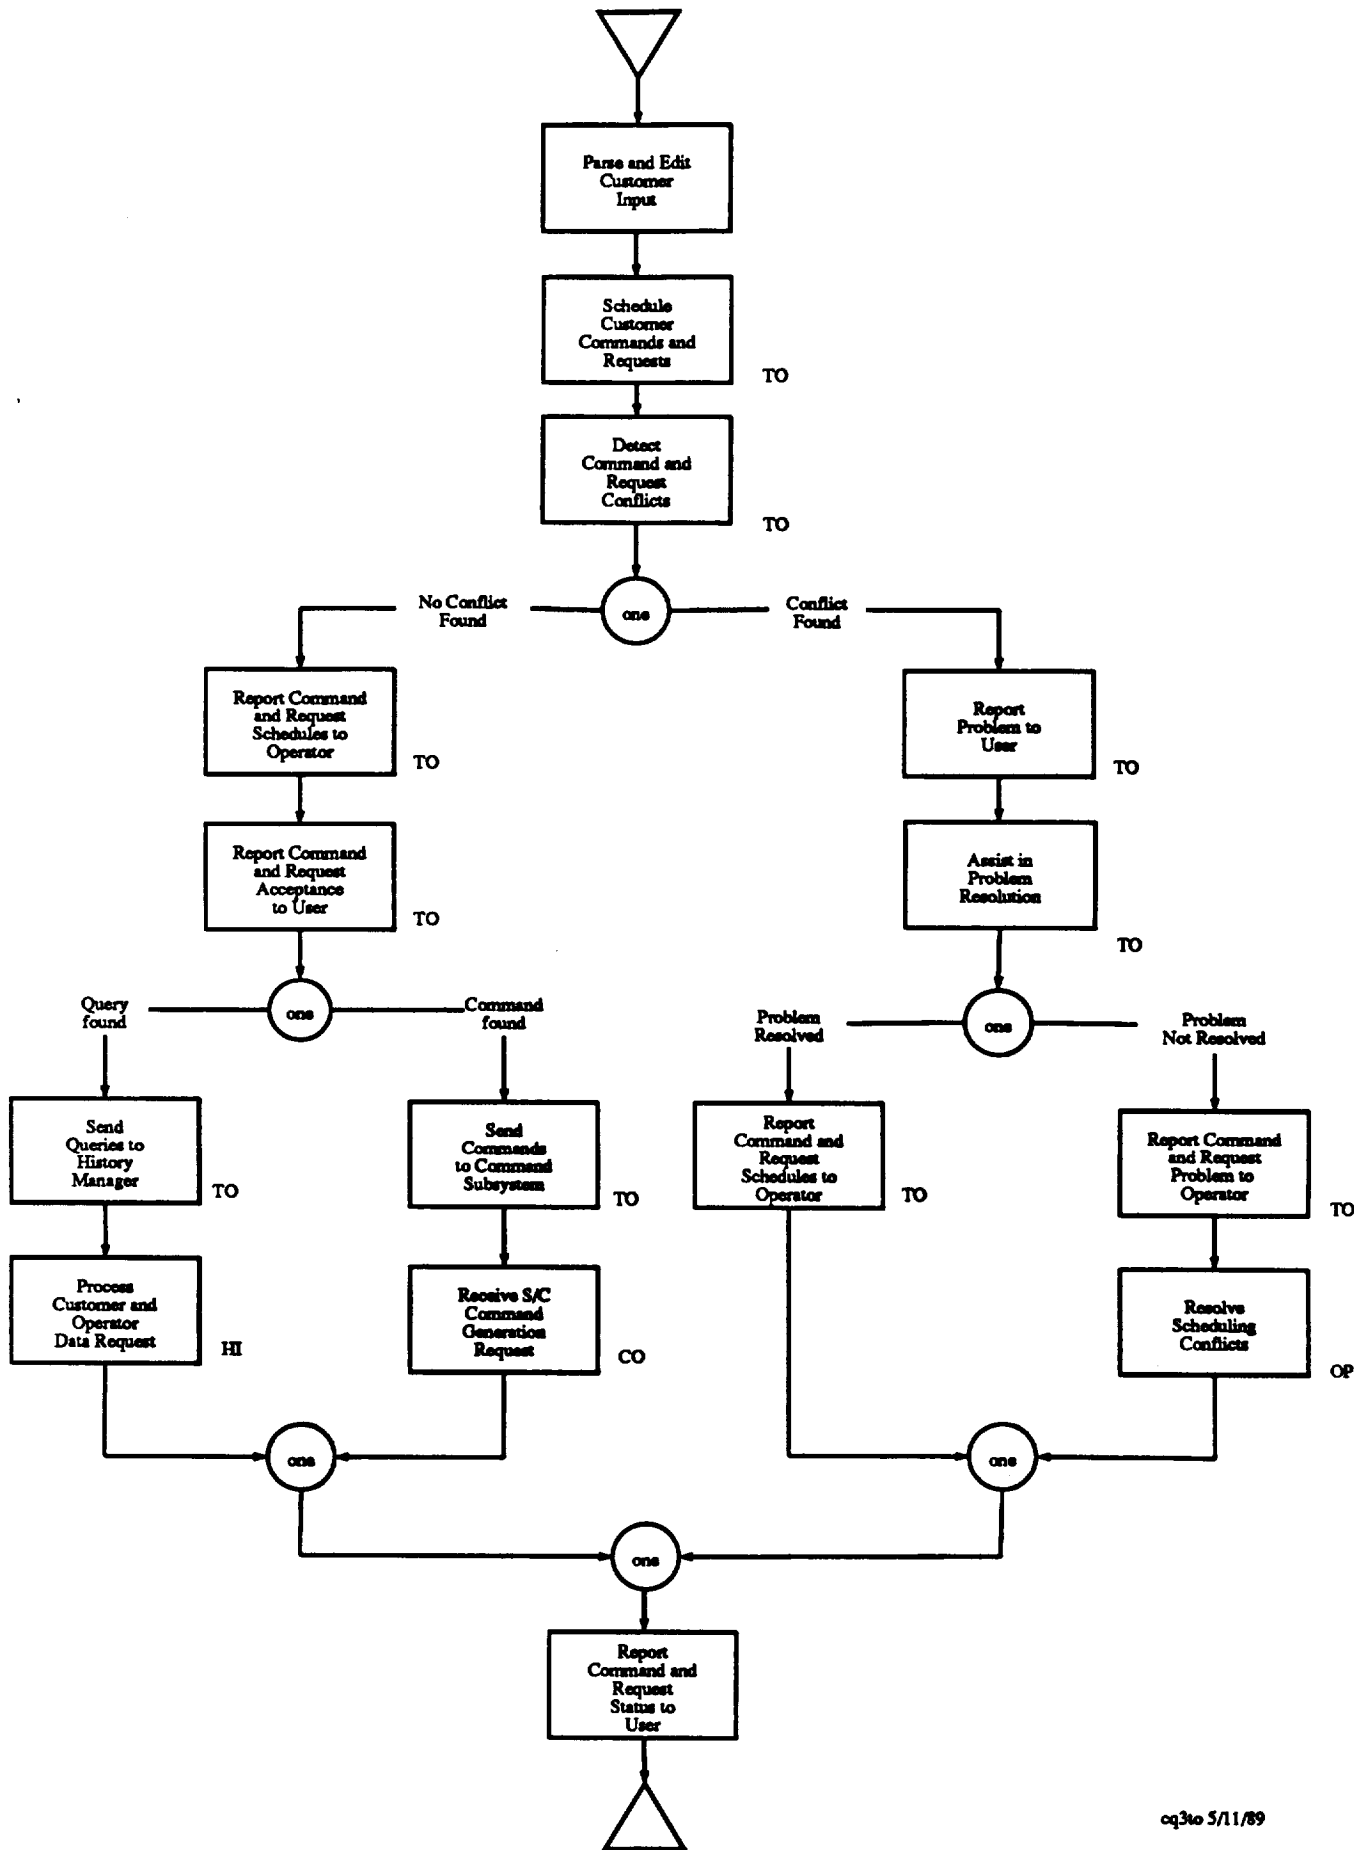 Parse and Edit
Customer
Input
Schedule
Customer
Commands and
Requests
TO
Detect
Command and
Request
Conflicts
TO
No Conflict
Found
one
Conflict
Found
Report Command
and Request
Schedules to
Operator
TO
Report
Problem to
User
TO
Report Command
and Request
Acceptance
to User
TO
Assist in
Problem
Resolution
TO
Query
found
one
Command
found
Problem
Resolved
one
Problem
Not Resolved
Send
Queries to
History
Manager
TO
Send
Commands
to Command
Subsystem
TO
Report
Command and
Request
Schedules to
Operator
TO
Report Command
and Request
Problem to
Operator
TO
Process
Customer and
Operator
Data Request
HI
Receive S/C
Command
Generation
Request
CO
Resolve
Scheduling
Conflicts
OP
one
one
one
Report
Command and
Request
Status to
User
cq3to 5/11/89